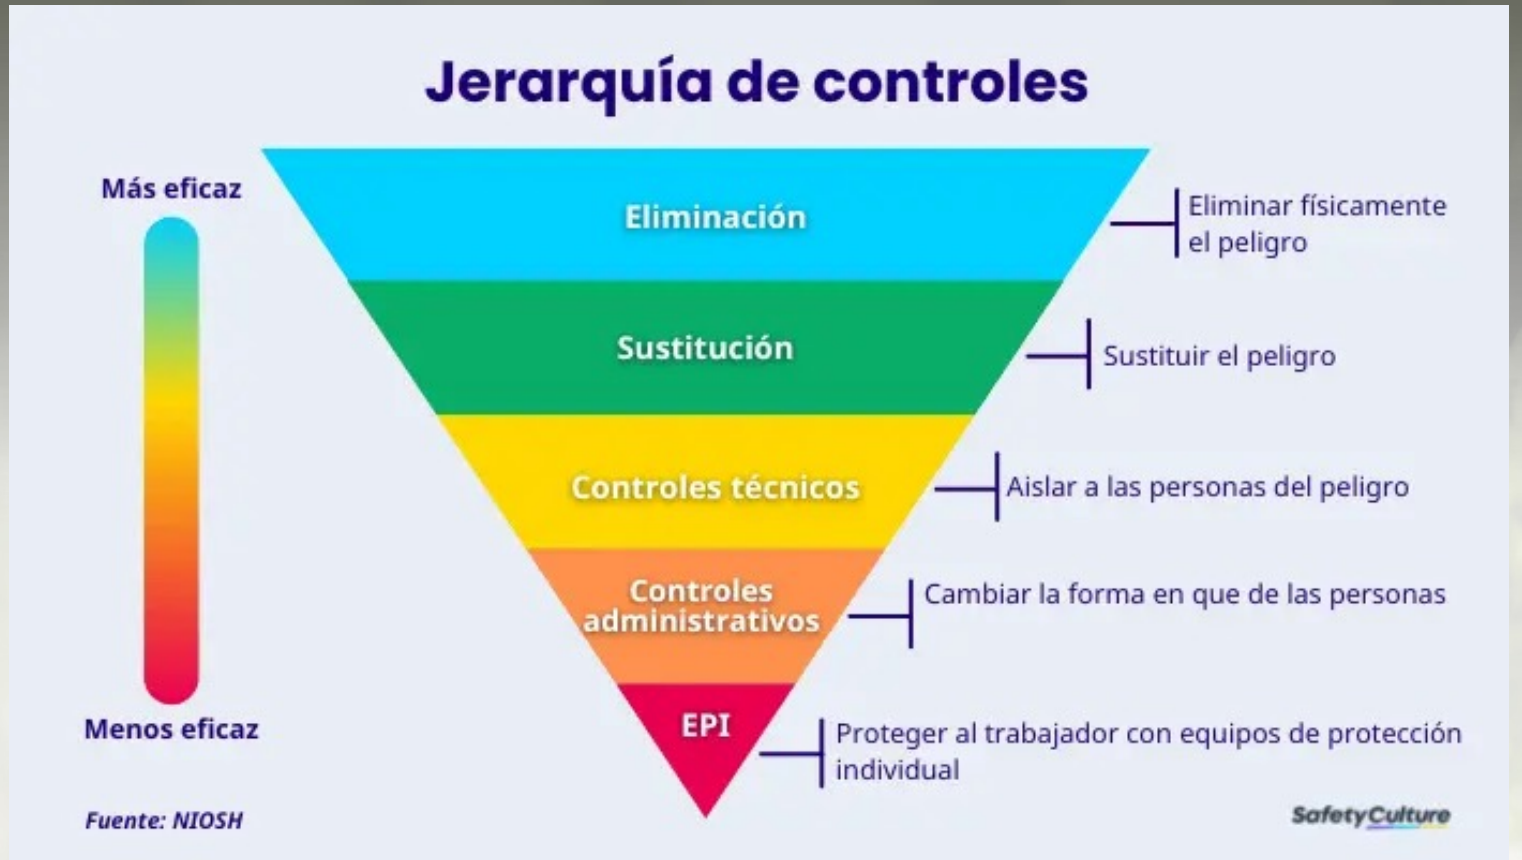 Jerarquía de controles
Más eficaz
Menos eficaz
Eliminación
Eliminar físicamente
el peligro
Sustitución
Sustituir el peligro
Controles técnicos
Aislar a las personas del peligro
Controles
administrativos
Cambiar la forma en que de las personas
EPI
Proteger al trabajador con equipos de protección
individual
Fuente: NIOSH
SafetyCulture